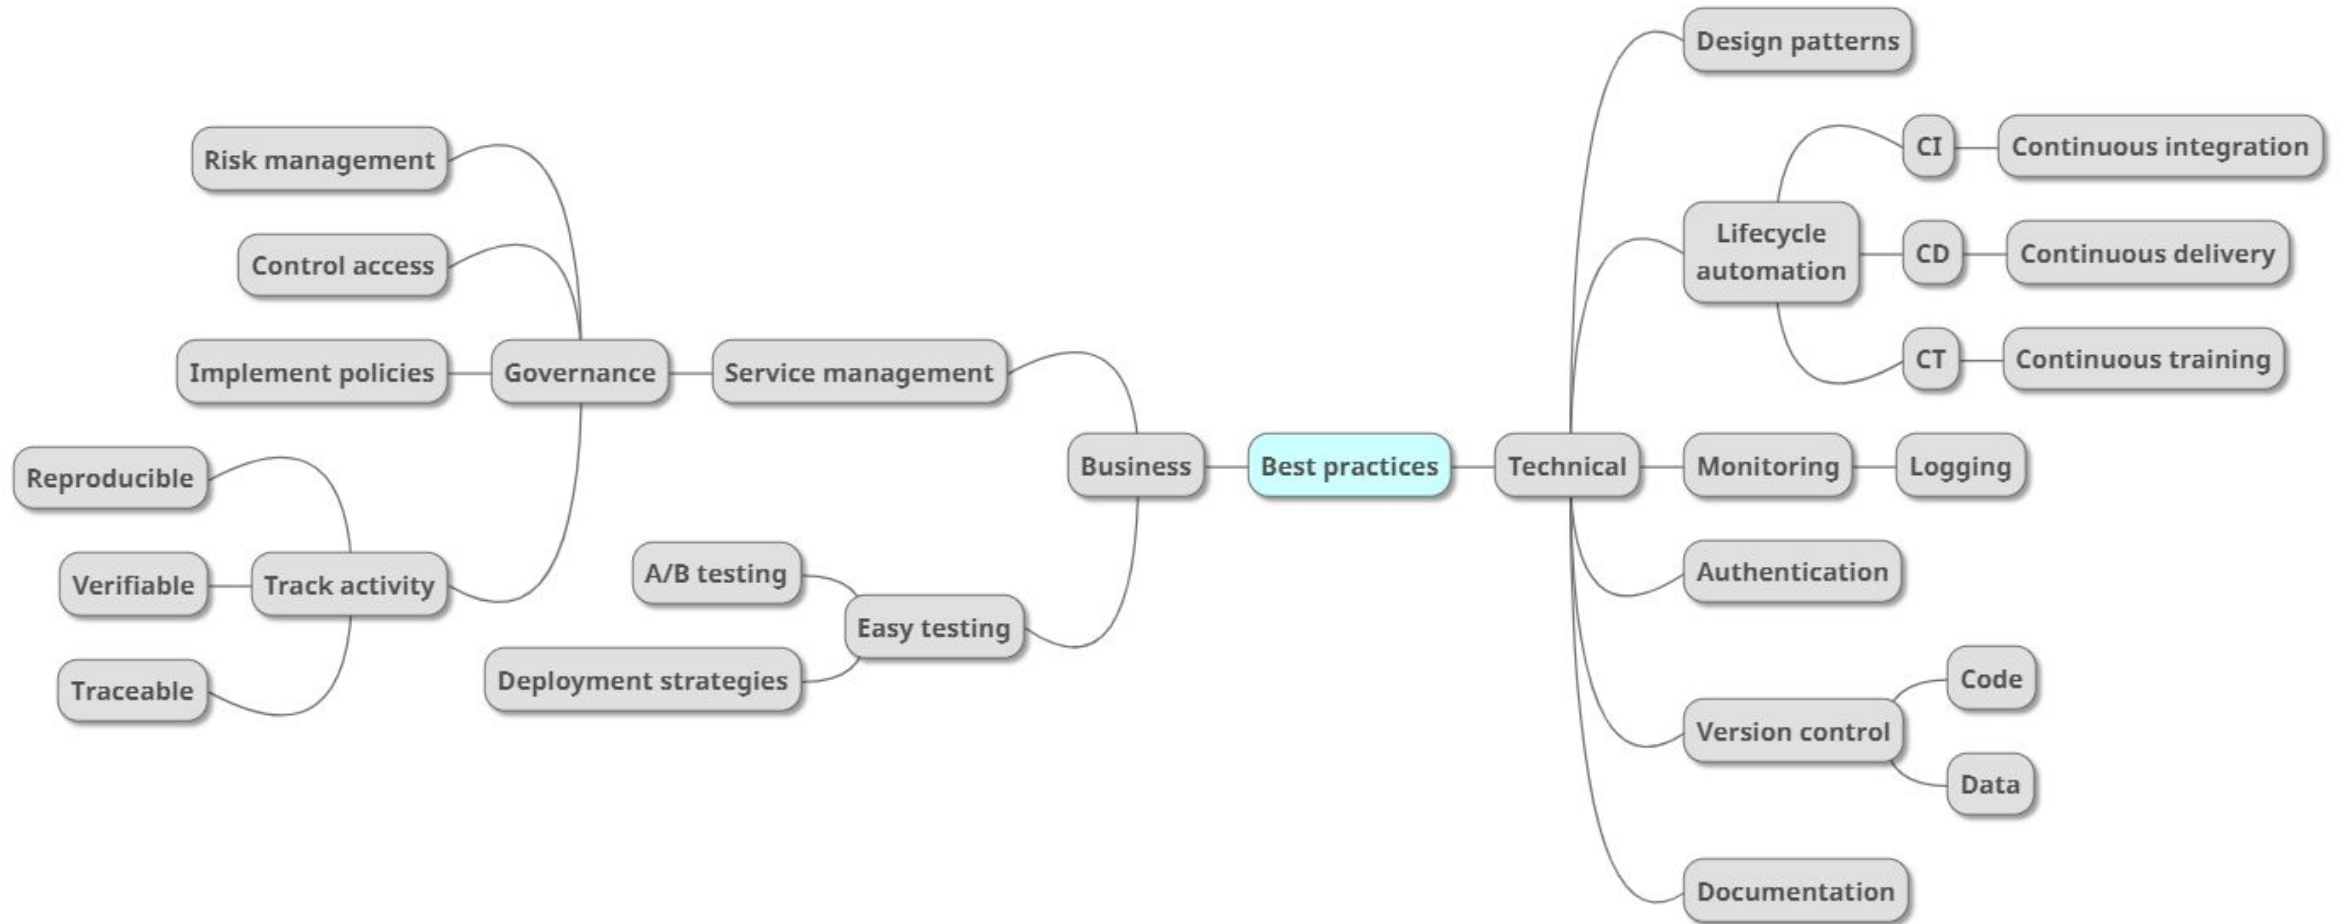 Design patterns
Risk management
CI
Continuous integration
Control access
Lifecycle
automation
CD
Continuous delivery
Implement policies
Governance
Service management
CT
Continuous training
Reproducible
Business
Best practices
Technical
Monitoring
Logging
Verifiable
Track activity
A/B testing
Easy testing
Authentication
Traceable
Deployment strategies
Code
Version control
Data
Documentation